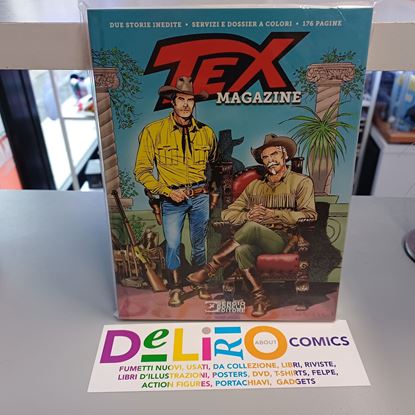 DUE STORIE INEDITE • SERVIZI E DOSSIER A COLORI • 176 PAGINE
TEX
MAGAZINE
SERGIO
BONELLI
EDITORE
DeLiRiO ABOUT COMICS
FUMETTI NUOVI, USATI, DA COLLEZIONE, LIBRI, RIVISTE,
LIBRI D'ILLUSTRAZIONI, POSTERS, DVD, T-SHIRTS, FELPE,
ACTION FIGURES, PORTACHIAVI, GADGETS